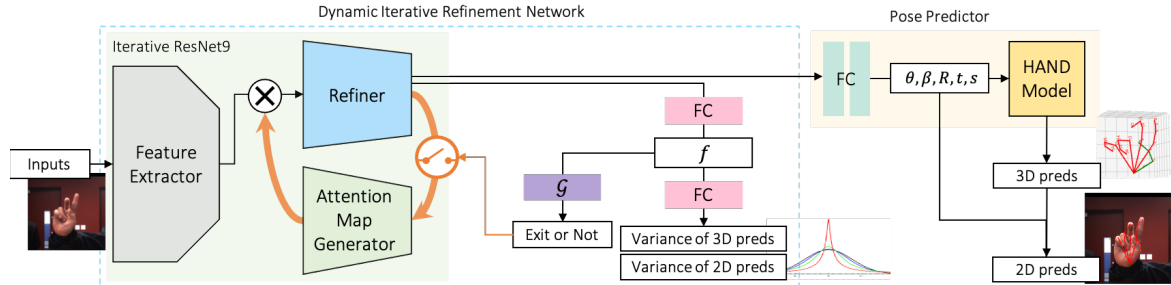 Dynamic Iterative Refinement Network
Pose Predictor
Iterative ResNet9
Refiner
Feature
Extractor
Attention
Map
Generator
Inputs
FC
f
𝒢
FC
Exit or Not
Variance of 3D preds
Variance of 2D preds
FC
θ, β, R, t, s
HAND
Model
3D preds
2D preds